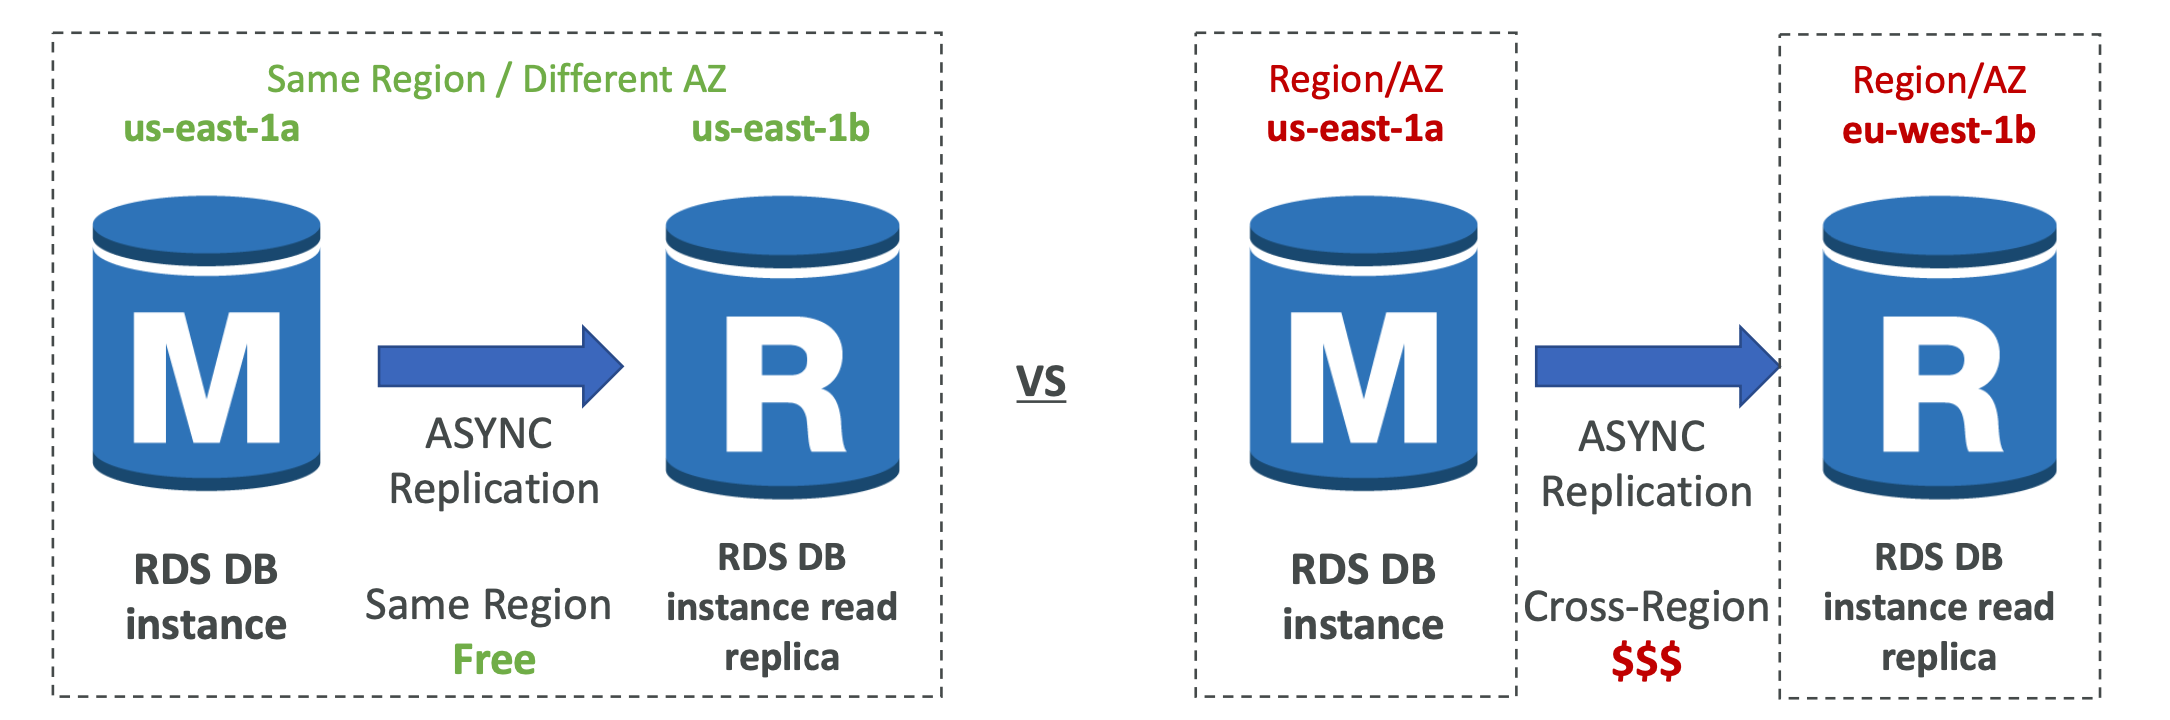 Same Region / Different AZ
us-east-1a
us-east-1b
M
ASYNC
Replication
R
RDS DB
instance
Same Region
Free
RDS DB
instance read
replica
VS
Region/AZ
us-east-1a
M
RDS DB
instance
ASYNC
Replication
Cross-Region
$$$
Region/AZ
eu-west-1b
R
RDS DB
instance read
replica